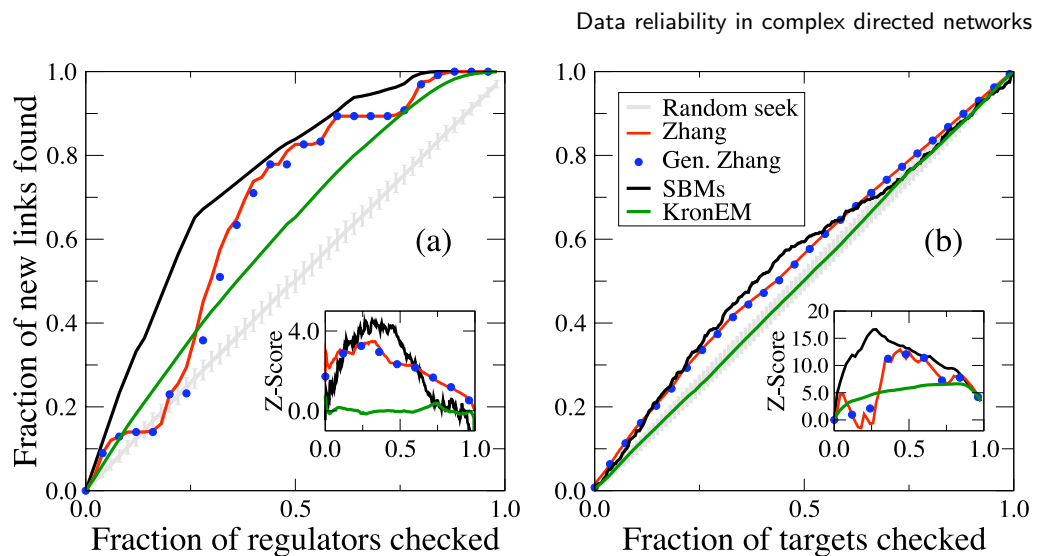 Data reliability in complex directed networks
Fraction of new links found
1.0
0.8
0.6
0.4
0.2
0.0
0.0
0.5
1.0
Fraction of regulators checked
(a)
Z-Score
4.0
0.0
0.0
0.5
1.0
1.0
0.8
0.6
0.4
0.2
0.0
0.0
0.5
1.0
Fraction of targets checked
Random seek
Zhang
Gen. Zhang
SBMs
KronEM
(b)
Z-Score
20.0
15.0
10.0
5.0
0.0
0.0
0.5
1.0